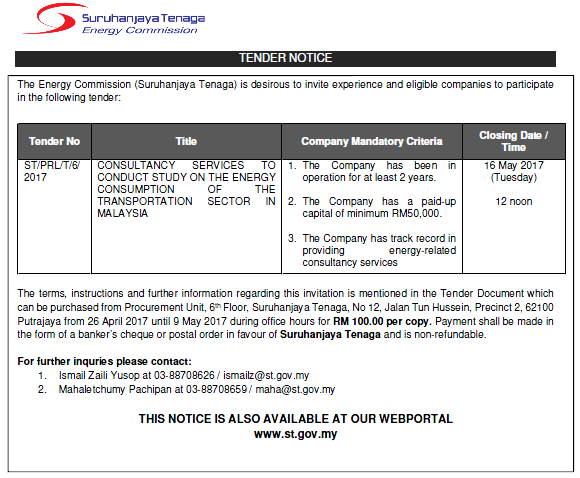 Suruhanjaya Tenaga
Energy Commission
TENDER NOTICE
The Energy Commission (Suruhanjaya Tenaga) is desirous to invite experience and eligible companies to participate
in the following tender:
Tender No
Title
Company Mandatory Criteria
Closing Date /
Time
ST/PRL/T/6/
2017
CONSULTANCY SERVICES TO
CONDUCT STUDY ON THE ENERGY
CONSUMPTION OF THE
TRANSPORTATION SECTOR IN
MALAYSIA
1. The Company has been in
operation for at least 2 years.
2. The Company has a paid-up
capital of minimum RM50,000.
3. The Company has track record in
providing energy-related
consultancy services
16 May 2017
(Tuesday)
12 noon
The terms, instructions and further information regarding this invitation is mentioned in the Tender Document which
can be purchased from Procurement Unit, 6th Floor, Suruhanjaya Tenaga, No 12, Jalan Tun Hussein, Precinct 2, 62100
Putrajaya from 26 April 2017 until 9 May 2017 during office hours for RM 100.00 per copy. Payment shall be made in
the form of a banker's cheque or postal order in favour of Suruhanjaya Tenaga and is non-refundable.
For further inquries please contact:
1. Ismail Zaili Yusop at 03-88708626 / ismailz@st.gov.my
2. Mahaletchumy Pachipan at 03-88708659 / maha@st.gov.my
THIS NOTICE IS ALSO AVAILABLE AT OUR WEBPORTAL
www.st.gov.my